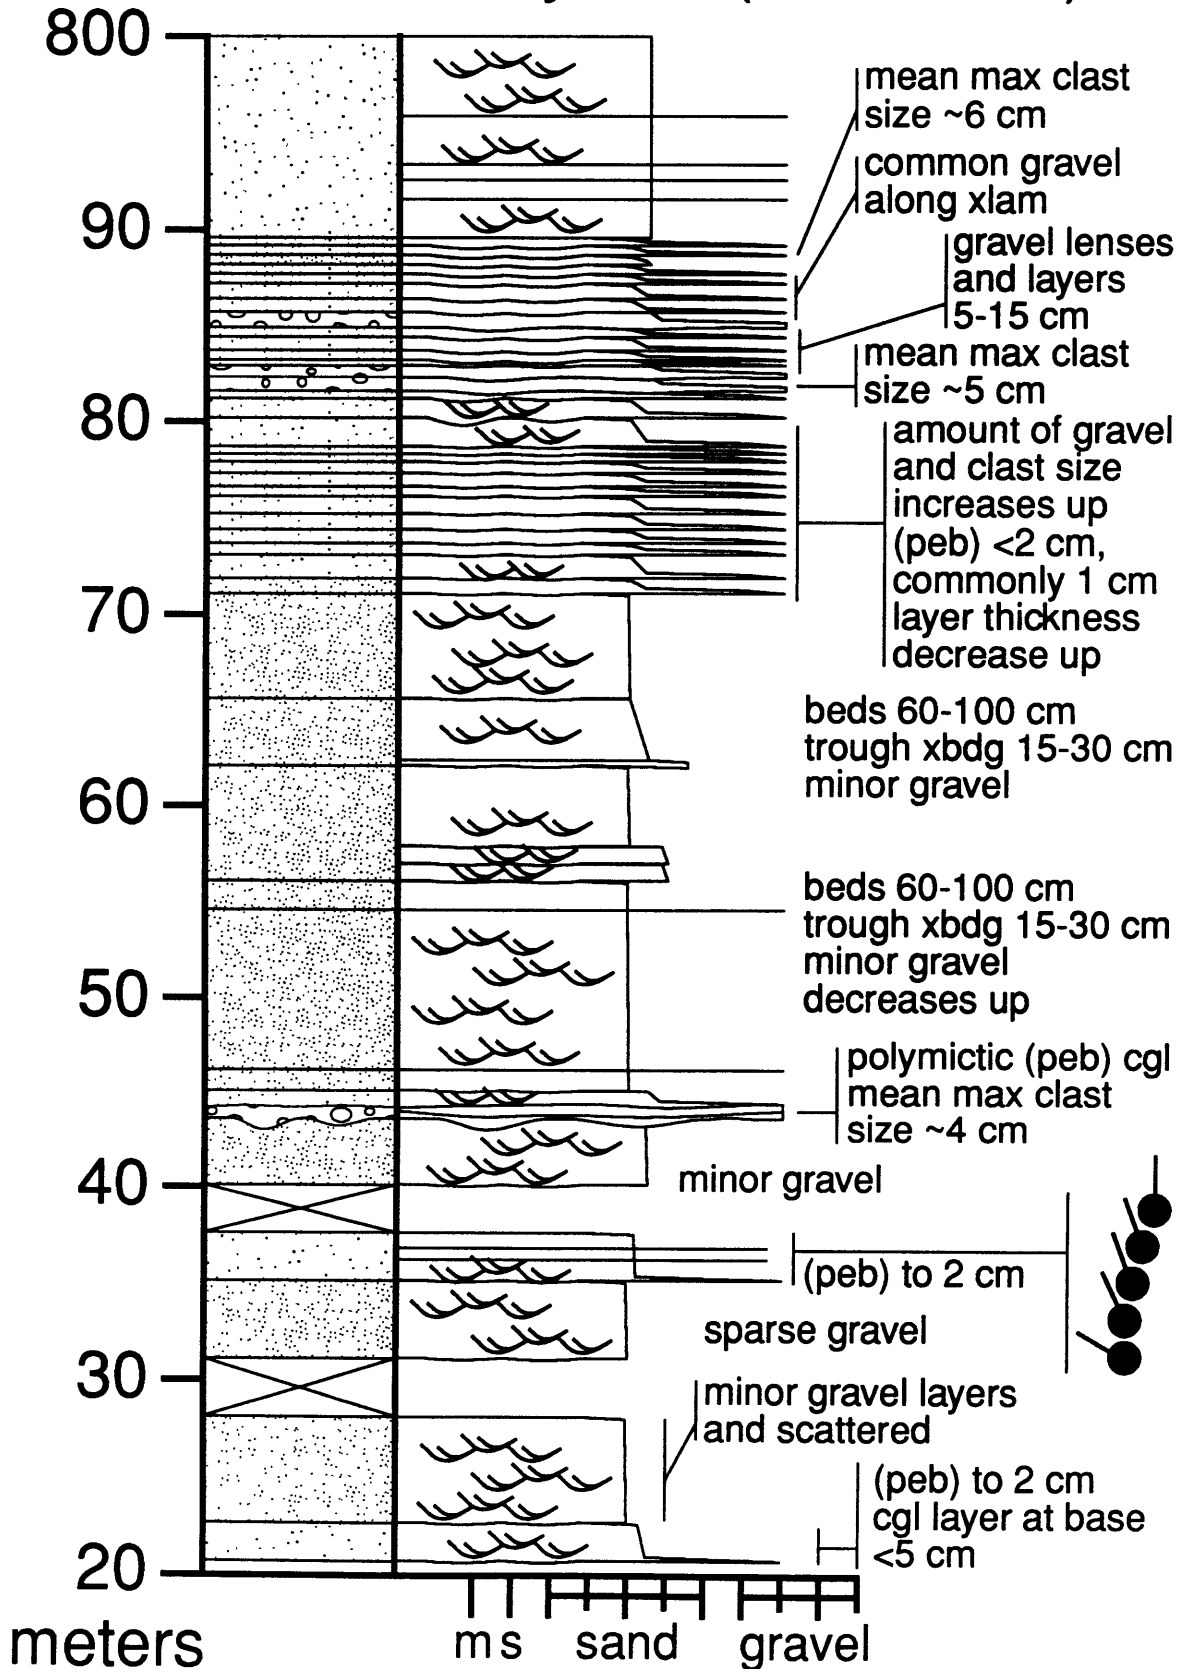 800
90
80
70
60
50
40
30
20
meters
m s sand gravel
mean max clast
size ~6 cm
common gravel
along xlam
gravel lenses
and layers
5-15 cm
mean max clast
size ~5 cm
amount of gravel
and clast size
increases up
(peb) <2 cm,
commonly 1 cm
layer thickness
decrease up
beds 60-100 cm
trough xbdg 15-30 cm
minor gravel
beds 60-100 cm
trough xbdg 15-30 cm
minor gravel
decreases up
polymictic (peb) cgl
mean max clast
size ~4 cm
minor gravel
(peb) to 2 cm
sparse gravel
minor gravel layers
and scattered
(peb) to 2 cm
cgl layer at base
<5 cm